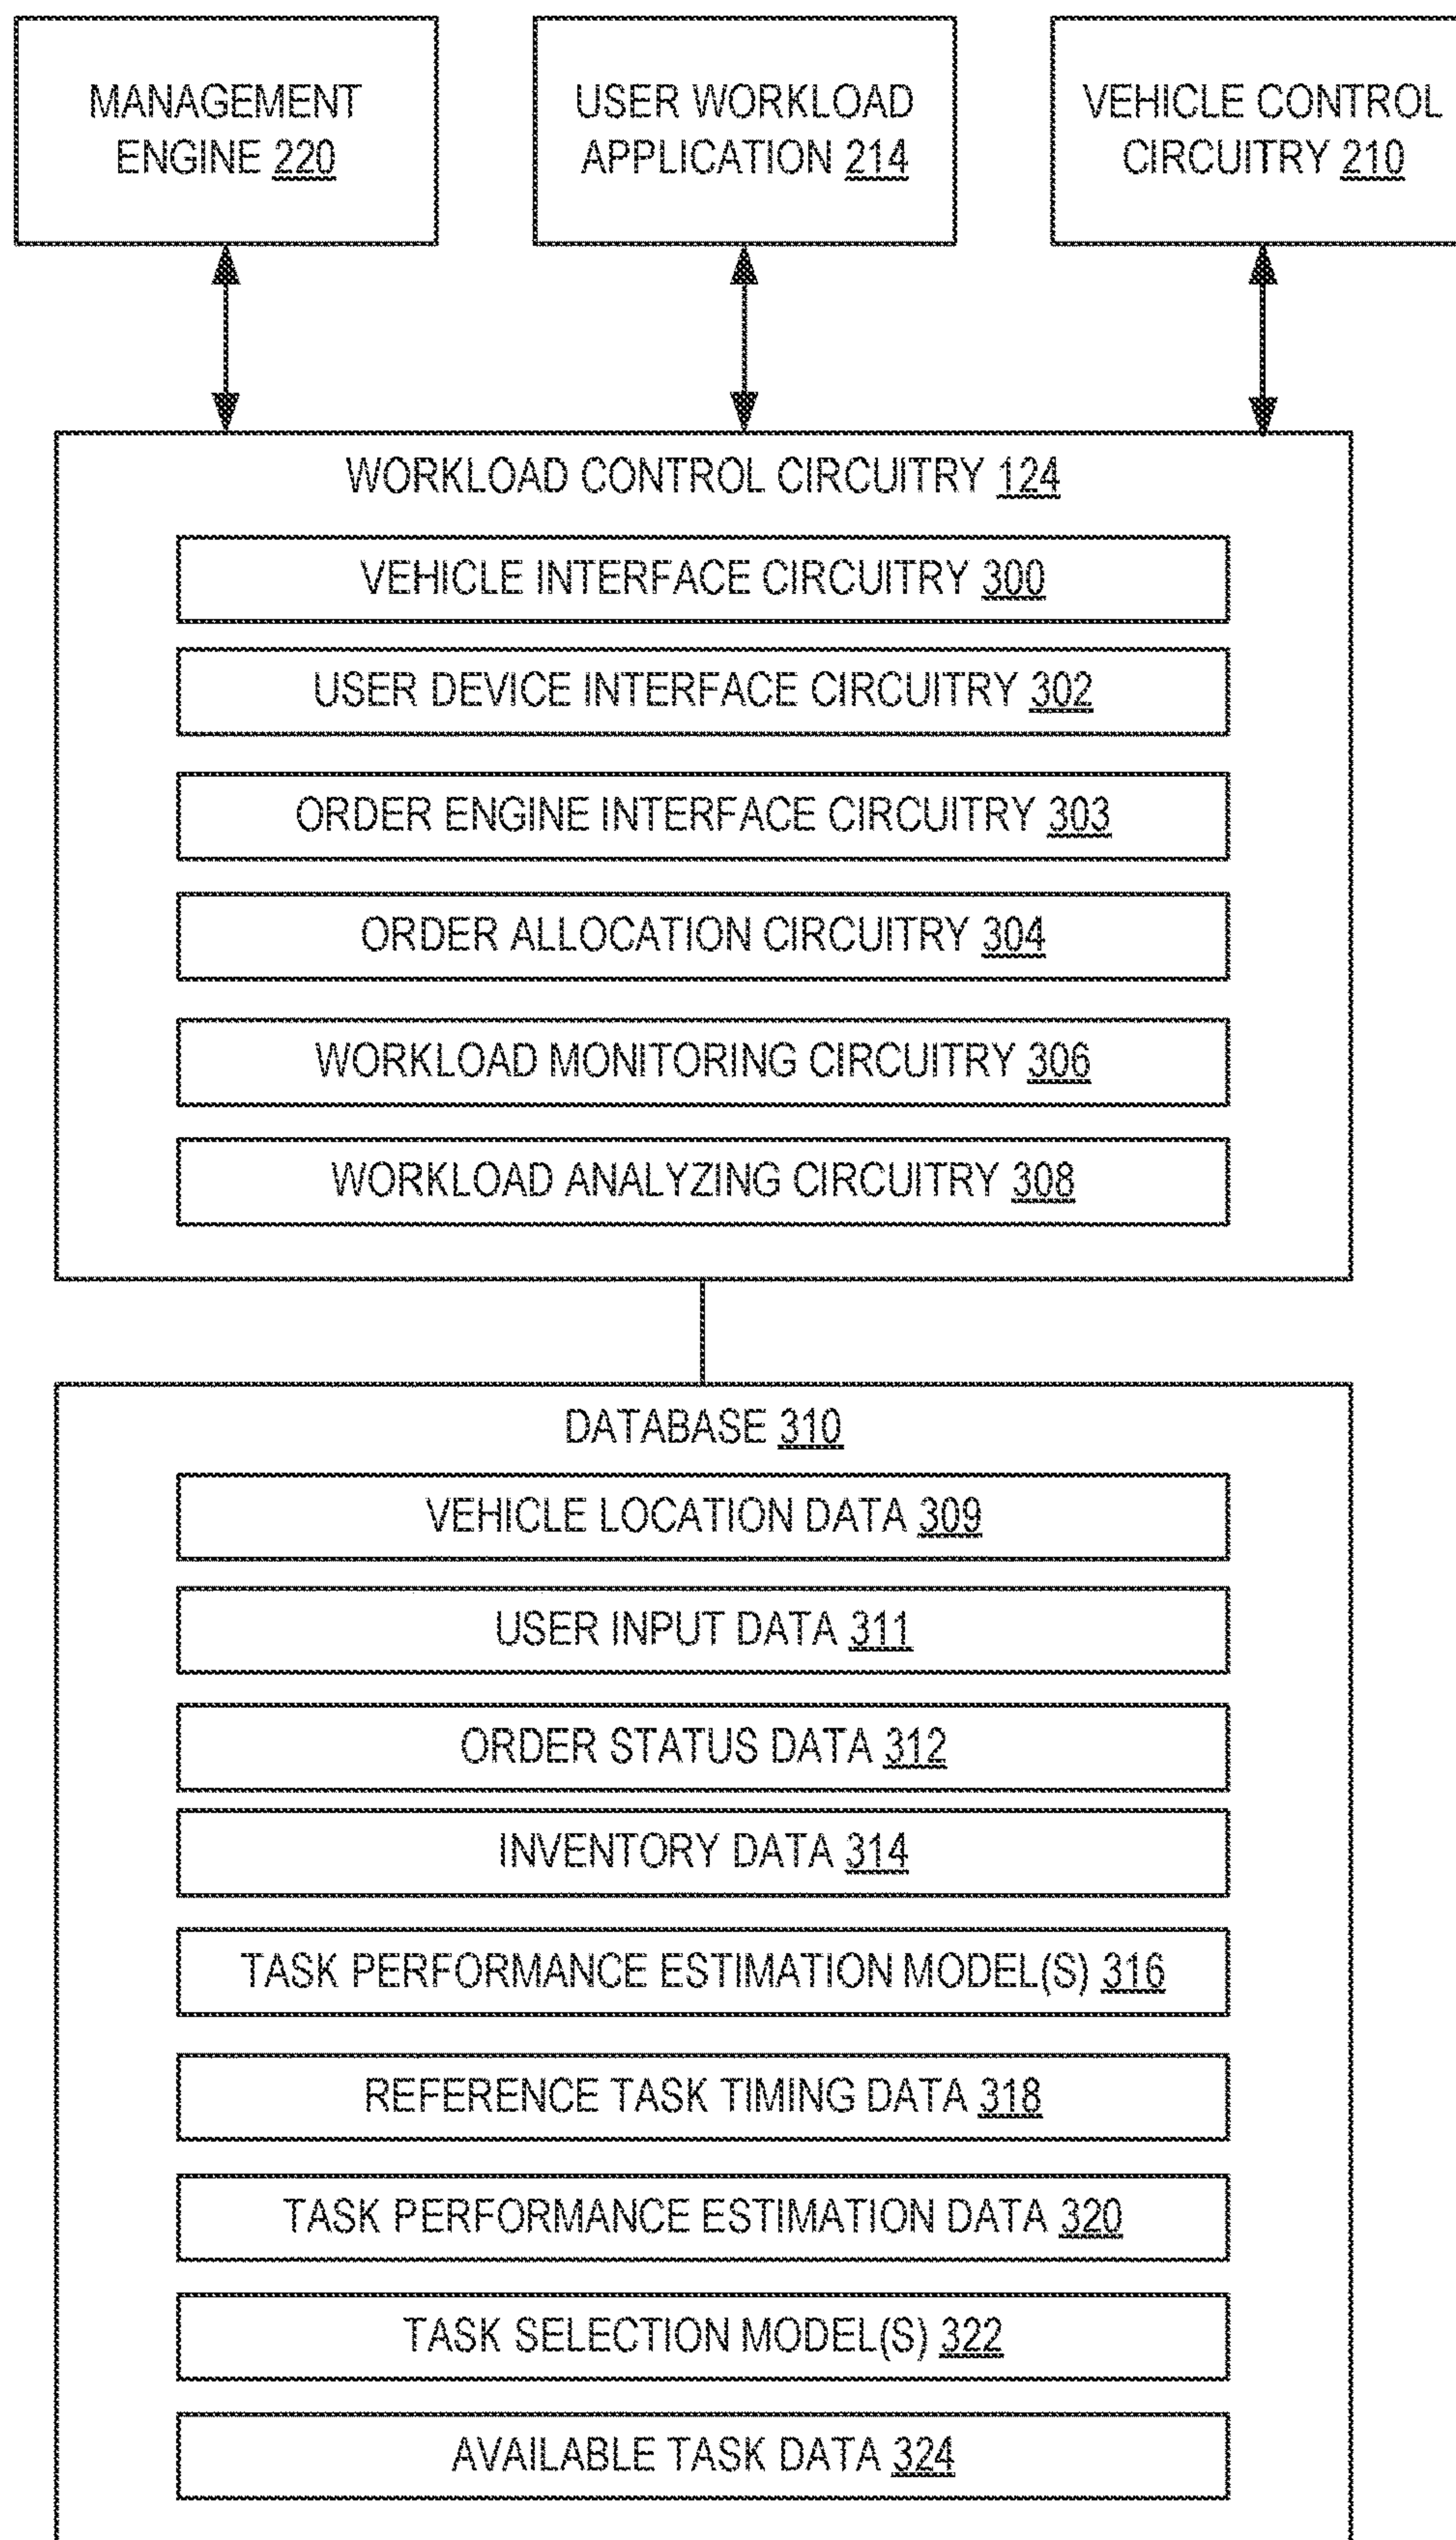 MANAGEMENT
ENGINE 220
USER WORKLOAD
APPLICATION 214
VEHICLE CONTROL
CIRCUITRY 210
WORKLOAD CONTROL CIRCUITRY 124
VEHICLE INTERFACE CIRCUITRY 300
USER DEVICE INTERFACE CIRCUITRY 302
ORDER ENGINE INTERFACE CIRCUITRY 303
ORDER ALLOCATION CIRCUITRY 304
WORKLOAD MONITORING CIRCUITRY 306
WORKLOAD ANALYZING CIRCUITRY 308
DATABASE 310
VEHICLE LOCATION DATA 309
USER INPUT DATA 311
ORDER STATUS DATA 312
INVENTORY DATA 314
TASK PERFORMANCE ESTIMATION MODEL(S) 316
REFERENCE TASK TIMING DATA 318
TASK PERFORMANCE ESTIMATION DATA 320
TASK SELECTION MODEL(S) 322
AVAILABLE TASK DATA 324